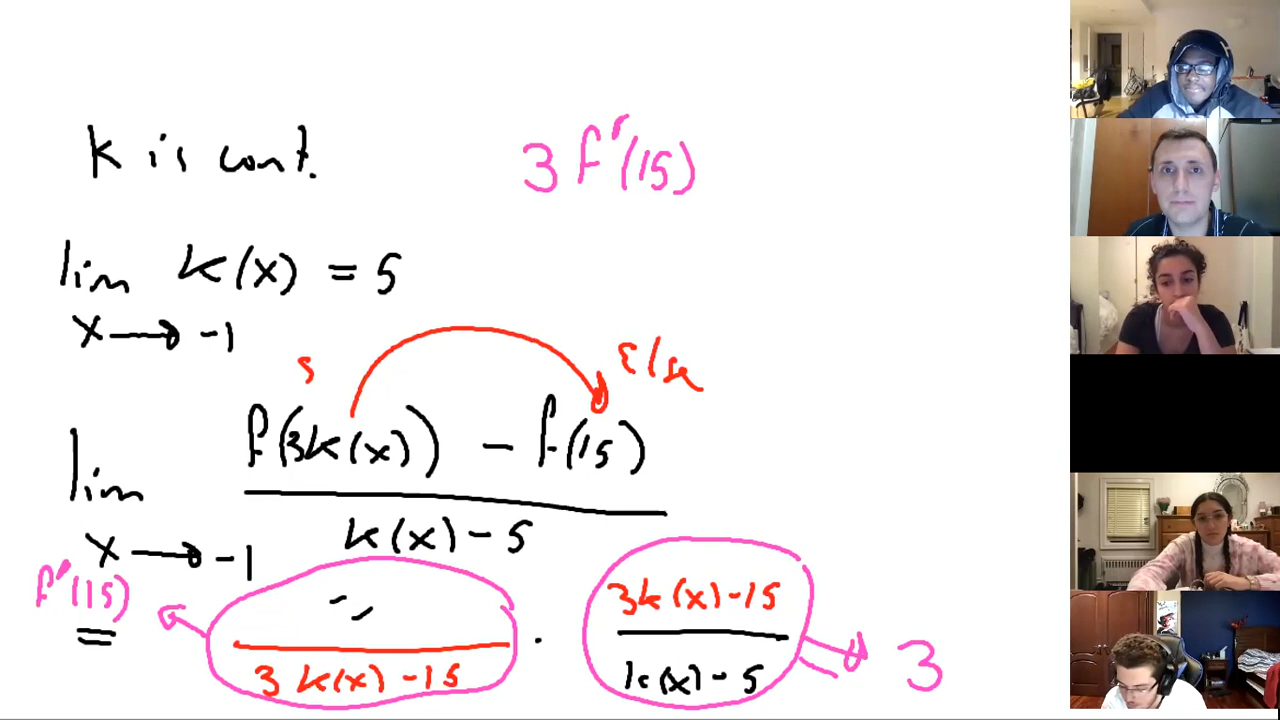 k is cont.
3 f'(15)
lim k(x) = 5
x → -1
5
else
lim f(3k(x)) - f(15)
k(x) - 5
x → -1
f'(15)
= 〃 · 3k(x) - 15
3k(x) - 15 k(x) - 5
3